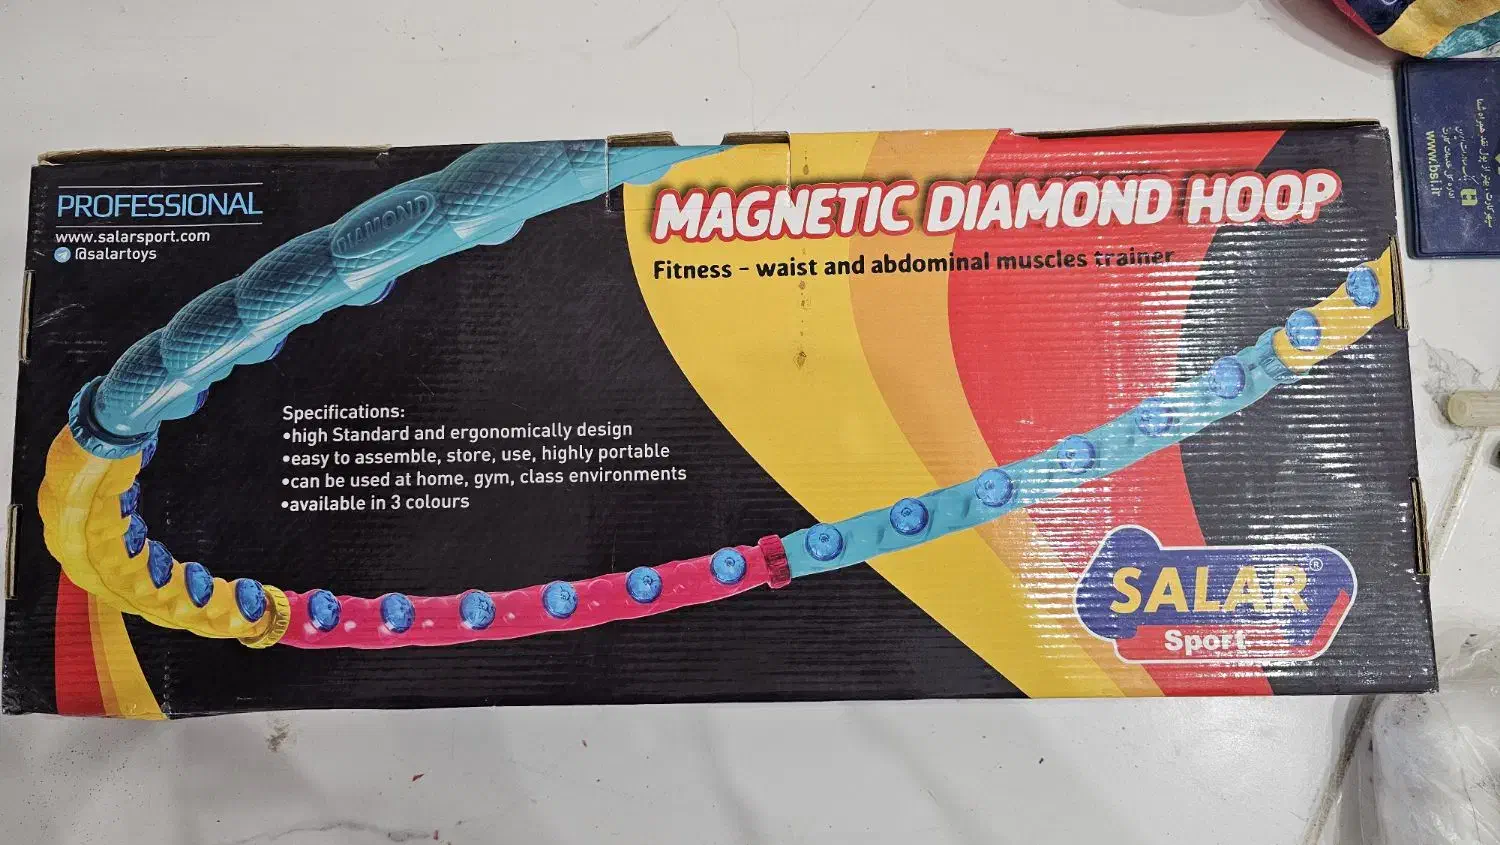 PROFESSIONAL
www.salarsport.com
@salartoys
DIAMOND
MAGNETIC DIAMOND HOOP
Fitness - waist and abdominal muscles trainer
Specifications:
•high Standard and ergonomically design
•easy to assemble, store, use, highly portable
•can be used at home, gym, class environments
•available in 3 colours
SALAR®
Sport
www.bsi.ir